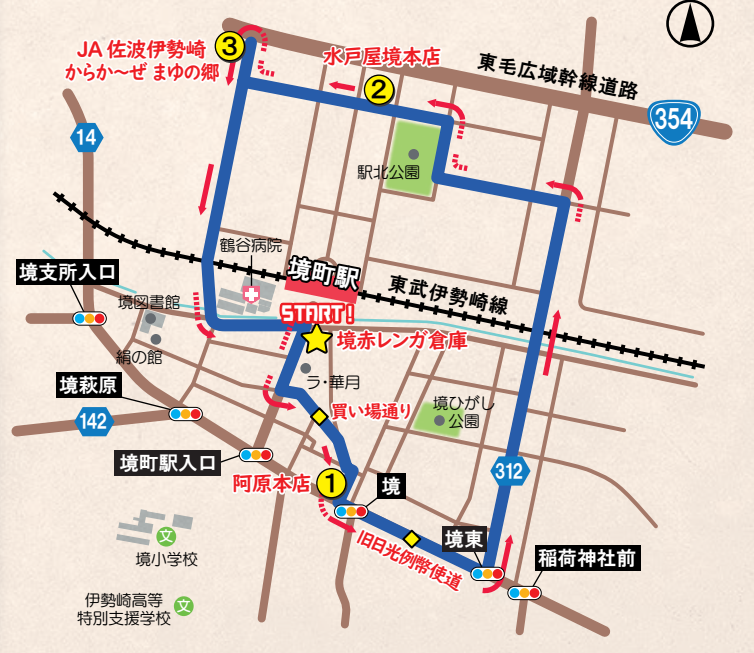 JA 佐波伊勢崎
からか〜ぜ まゆの郷
3
水戸屋境本店
2
東毛広域幹線道路
354
14
駅北公園
鶴谷病院
境町駅
東武伊勢崎線
境支所入口
境図書館
絹の館
START!
境赤レンガ倉庫
ラ・華月
境萩原
買い場通り
境ひがし
公園
142
境町駅入口
312
阿原本店
1
境
旧日光例幣使道
境東
稲荷神社前
文
境小学校
伊勢崎高等
特別支援学校
文